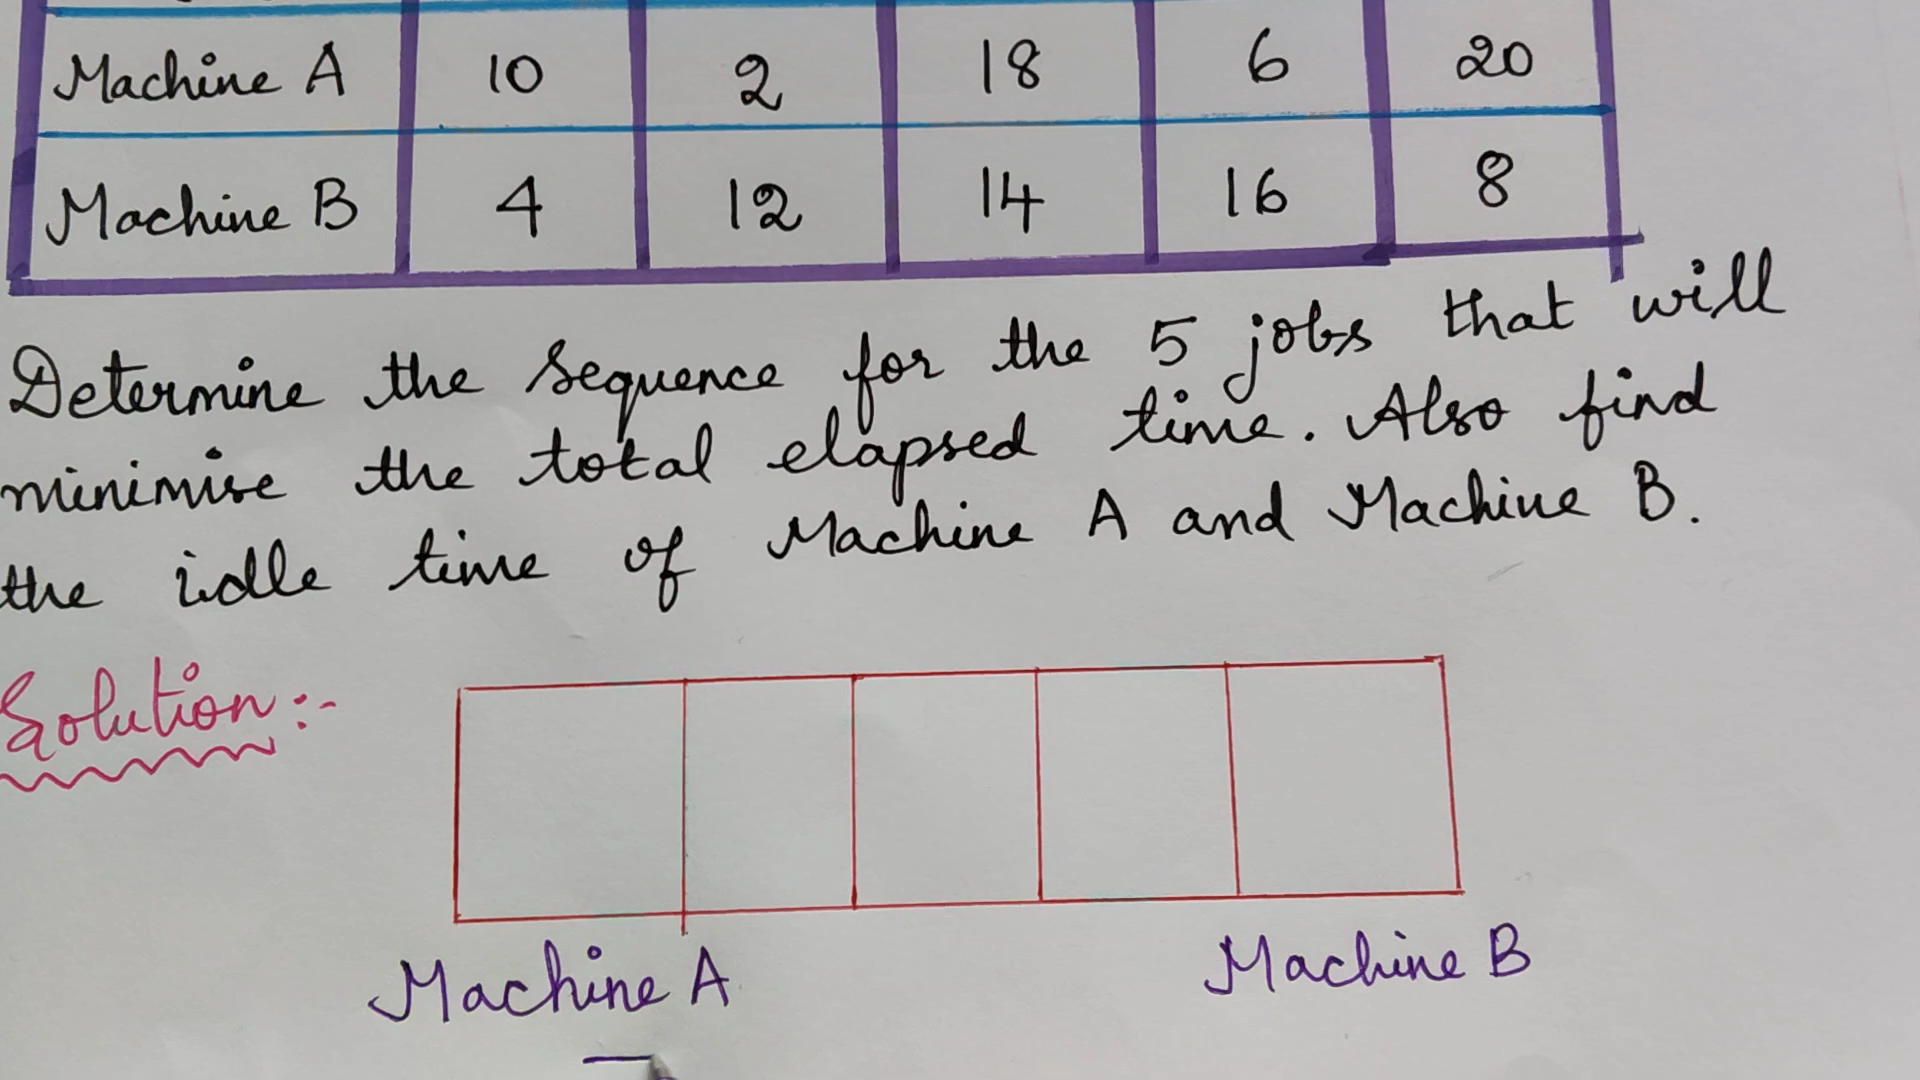 Machine A 10 2 18 6 20
Machine B 4 12 14 16 8
Determine the sequence for the 5 jobs that will
minimise the total elapsed time. Also find
the idle time of Machine A and Machine B.
Solution:-
Machine A Machine B